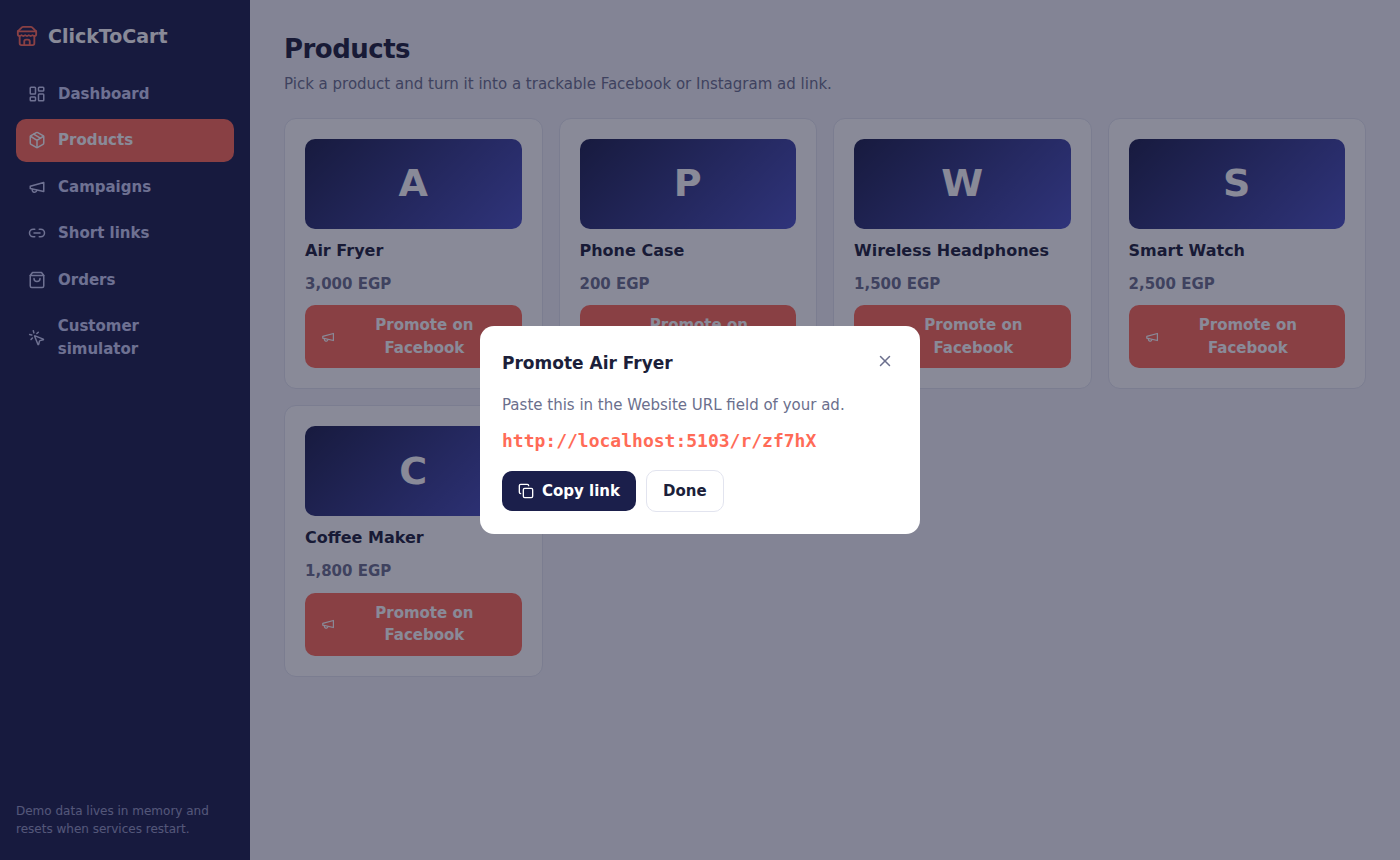 ClickToCart
Dashboard
Products
Campaigns
Short links
Orders
Customer
simulator
Demo data lives in memory and
resets when services restart.
Products
Pick a product and turn it into a trackable Facebook or Instagram ad link.
A
Air Fryer
3,000 EGP
Promote on
Facebook
P
Phone Case
200 EGP
Promote on
W
Wireless Headphones
1,500 EGP
Promote on
Facebook
S
Smart Watch
2,500 EGP
Promote on
Facebook
C
Coffee Maker
1,800 EGP
Promote on
Facebook
Promote Air Fryer
Paste this in the Website URL field of your ad.
http://localhost:5103/r/zf7hX
Copy link
Done